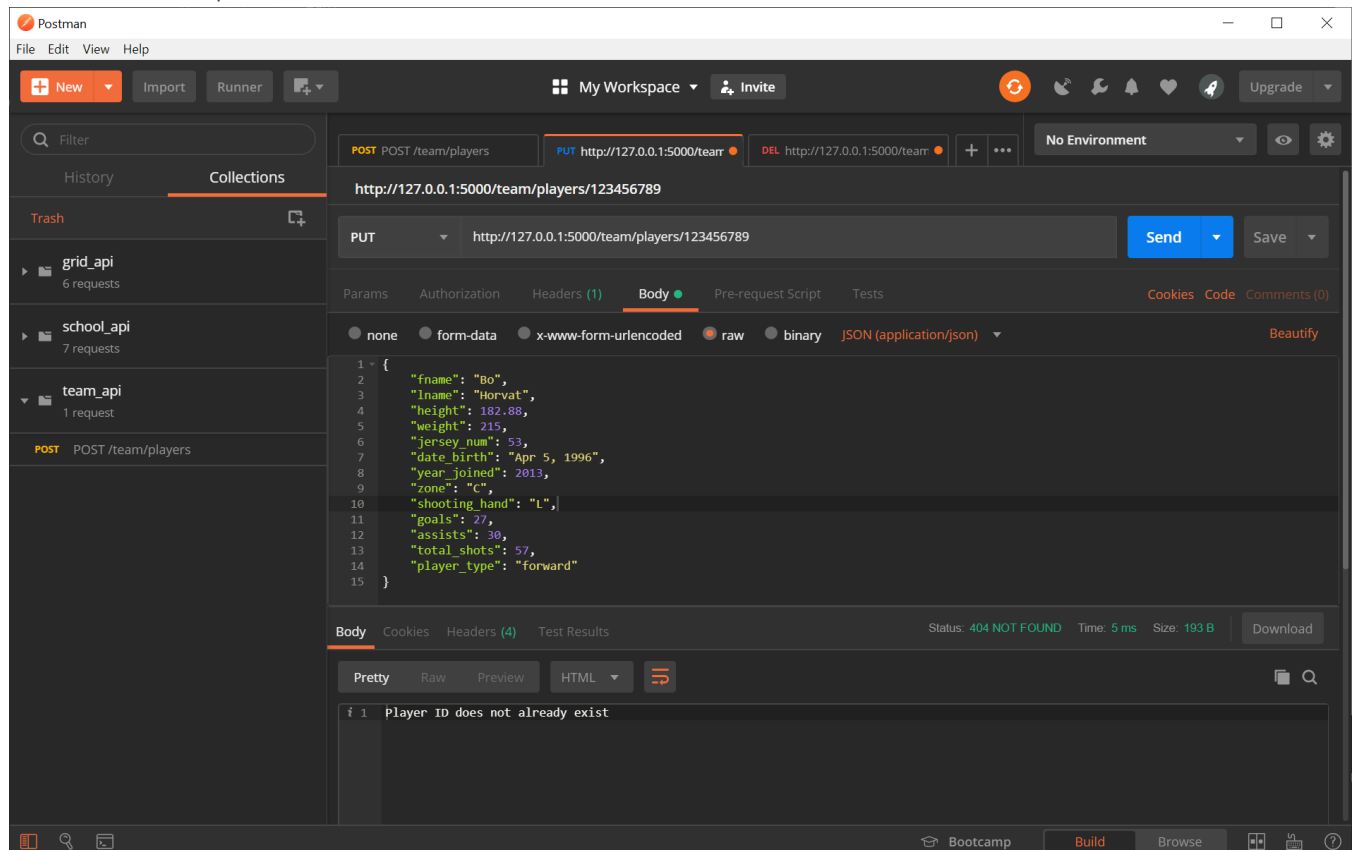 Postman
File Edit View Help
New Import Runner My Workspace Invite Upgrade
Filter
History Collections
Trash
grid_api
6 requests
school_api
7 requests
team_api
1 request
POST POST /team/players
POST POST /team/players PUT http://127.0.0.1:5000/tear DEL http://127.0.0.1:5000/tear + ••• No Environment
http://127.0.0.1:5000/team/players/123456789
PUT http://127.0.0.1:5000/team/players/123456789 Send Save
Params Authorization Headers (1) Body Pre-request Script Tests Cookies Code Comments (0)
none form-data x-www-form-urlencoded raw binary JSON (application/json) Beautify
1 {
2 "fname": "Bo",
3 "lname": "Horvat",
4 "height": 182.88,
5 "weight": 215,
6 "jersey_num": 53,
7 "date_birth": "Apr 5, 1996",
8 "year_joined": 2013,
9 "zone": "C",
10 "shooting_hand": "L",
11 "goals": 27,
12 "assists": 30,
13 "total_shots": 57,
14 "player_type": "forward"
15 }
Body Cookies Headers (4) Test Results Status: 404 NOT FOUND Time: 5 ms Size: 193 B Download
Pretty Raw Preview HTML
i 1 Player ID does not already exist
Bootcamp Build Browse